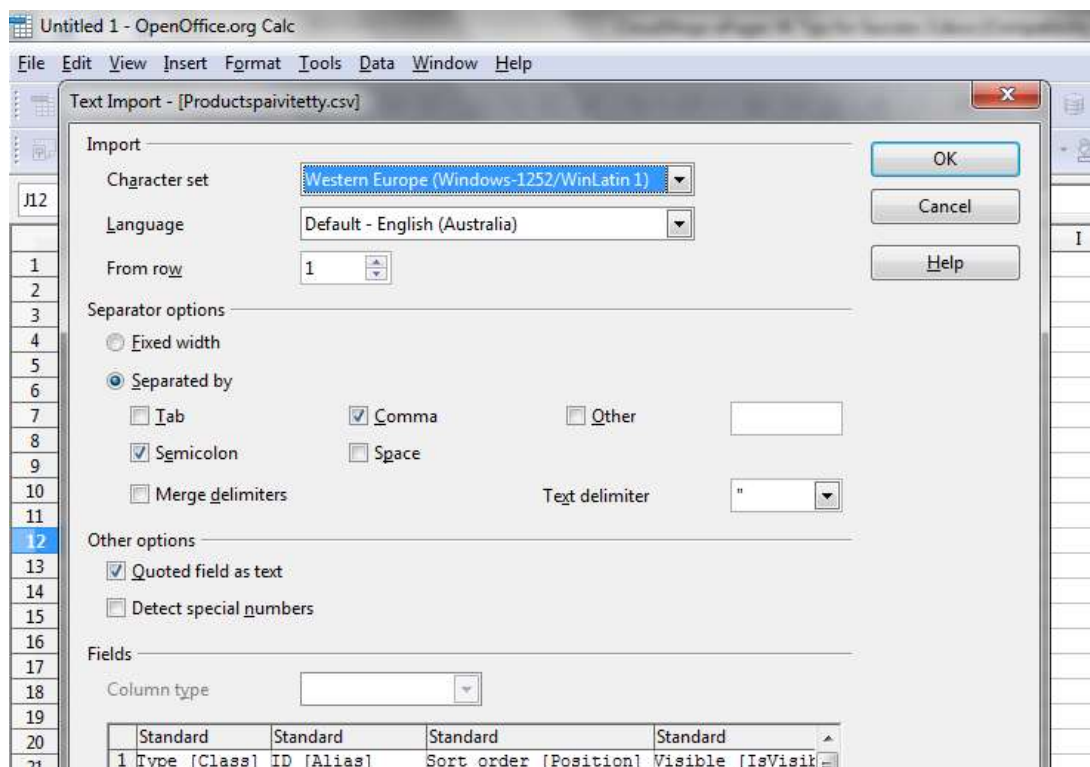 Untitled 1 - OpenOffice.org Calc
File Edit View Insert Format Tools Data Window Help
Text Import - [Productspaivitetty.csv]
Import
OK
Character set Western Europe (Windows-1252/WinLatin 1)
Cancel
J12
Language Default - English (Australia)
I
From row 1
Help
1
2
3
Separator options
4
Fixed width
5
Separated by
6
7
Tab Comma Other
8
Semicolon Space
9
10
Merge delimiters Text delimiter "
11
12
Other options
13
Quoted field as text
14
Detect special numbers
15
16
Fields
17
18
Column type
19
Standard Standard Standard Standard
20
1 Type [Class] ID [Alias] Sort order [Position] Visible [IsVisib
21